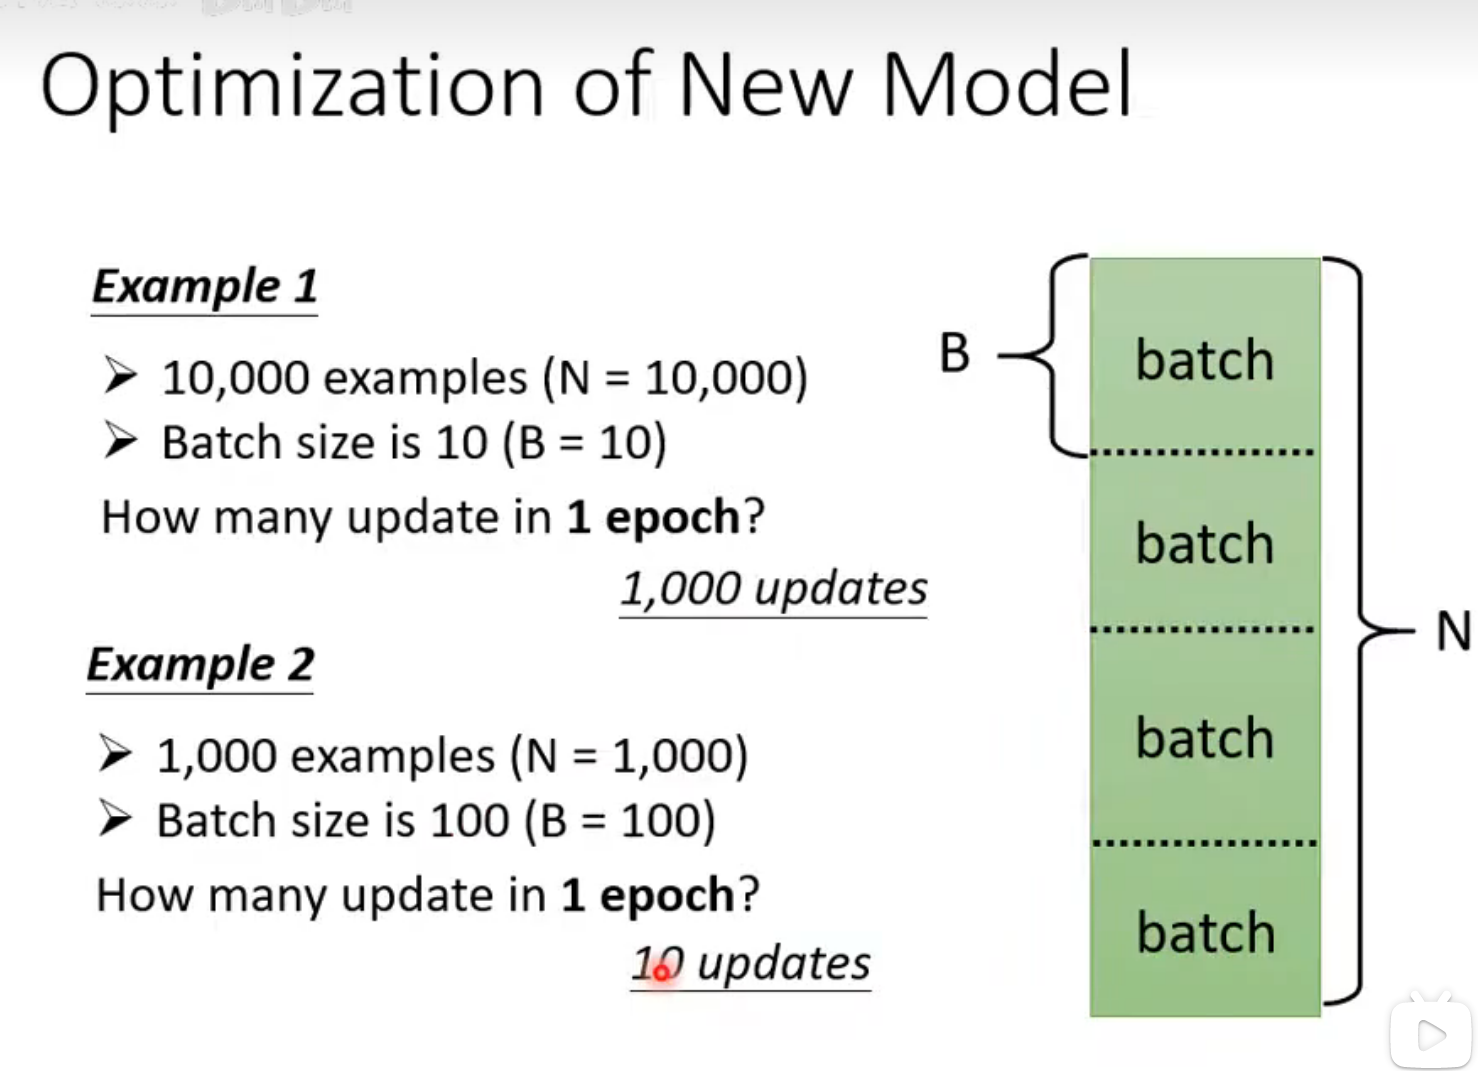 Optimization of New Model
Example 1
➢ 10,000 examples (N = 10,000)
➢ Batch size is 10 (B = 10)
How many update in 1 epoch?
1,000 updates
Example 2
➢ 1,000 examples (N = 1,000)
➢ Batch size is 100 (B = 100)
How many update in 1 epoch?
10 updates
B
batch
batch
batch
batch
N